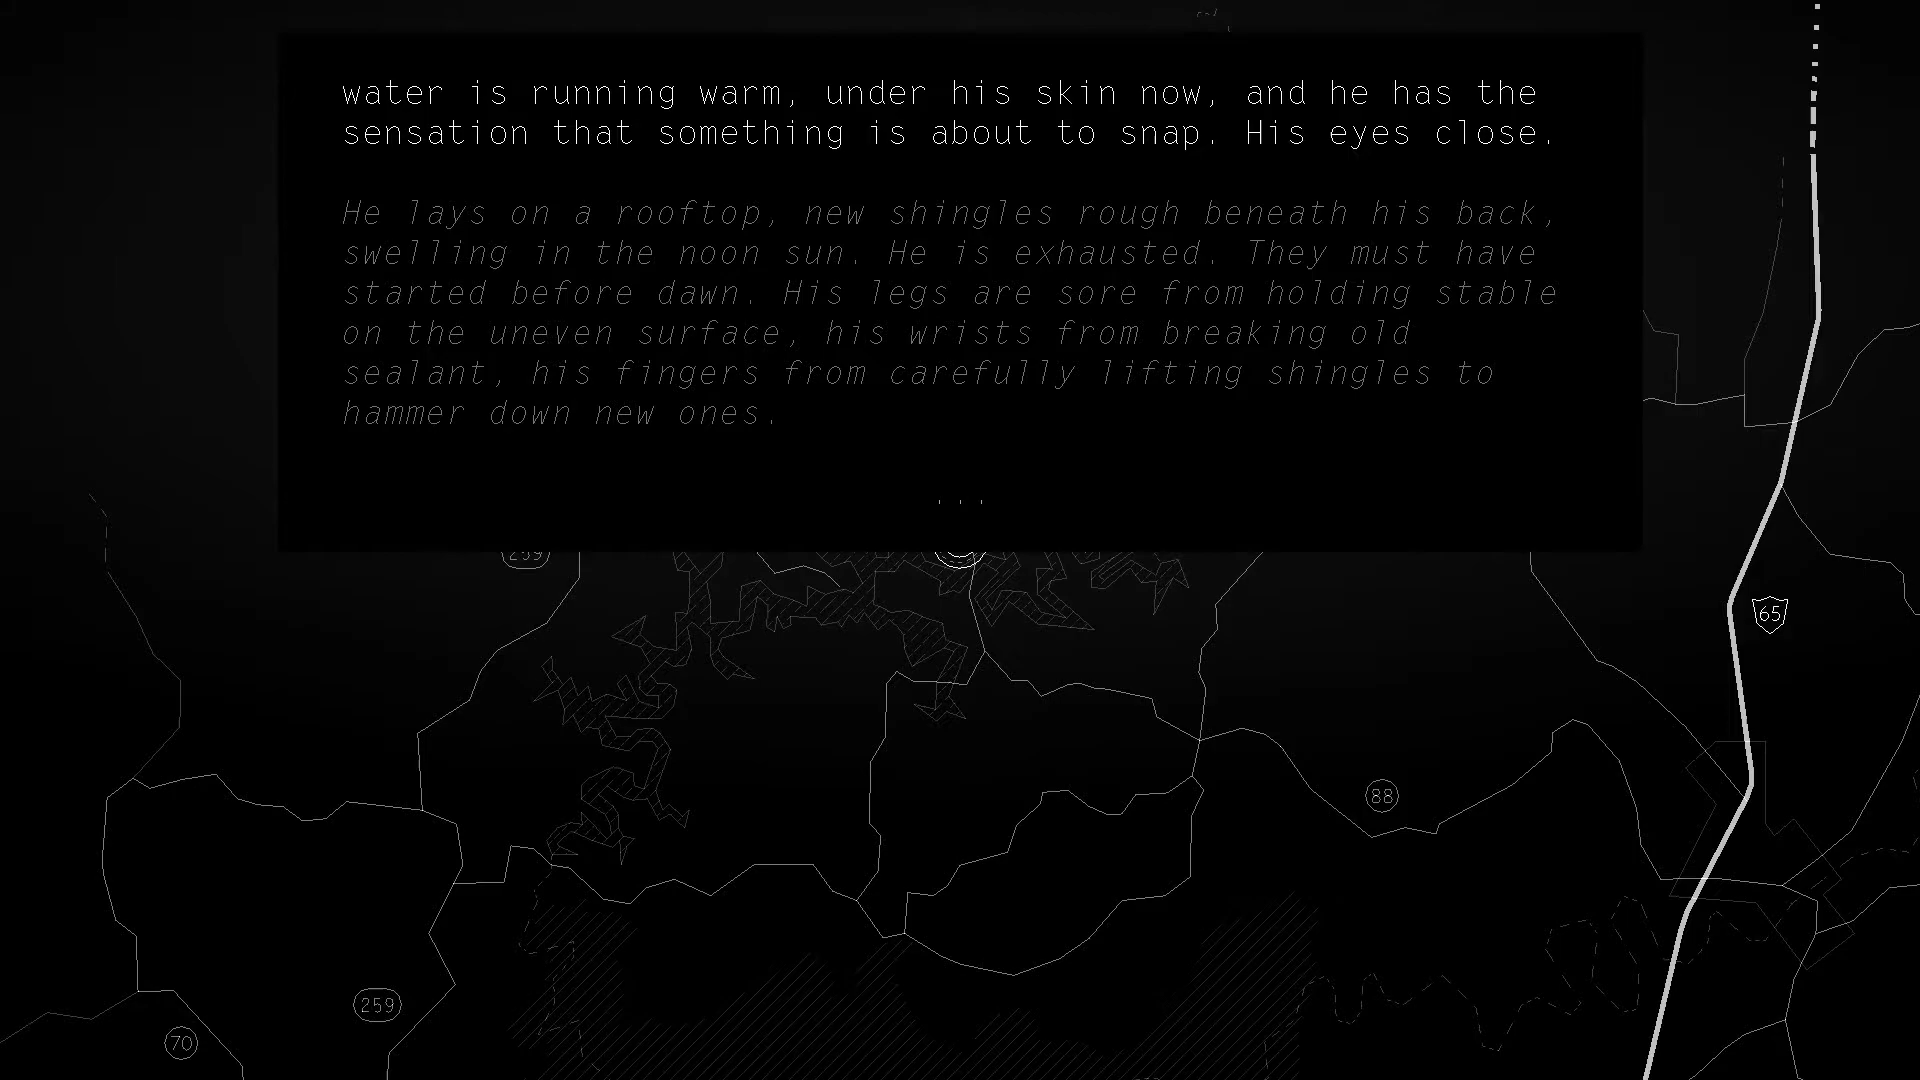 water is running warm, under his skin now, and he has the
sensation that something is about to snap. His eyes close.
He lays on a rooftop, new shingles rough beneath his back,
swelling in the noon sun. He is exhausted. They must have
started before dawn. His legs are sore from holding stable
on the uneven surface, his wrists from breaking old
sealant, his fingers from carefully lifting shingles to
hammer down new ones.
...
259
65
88
259
70